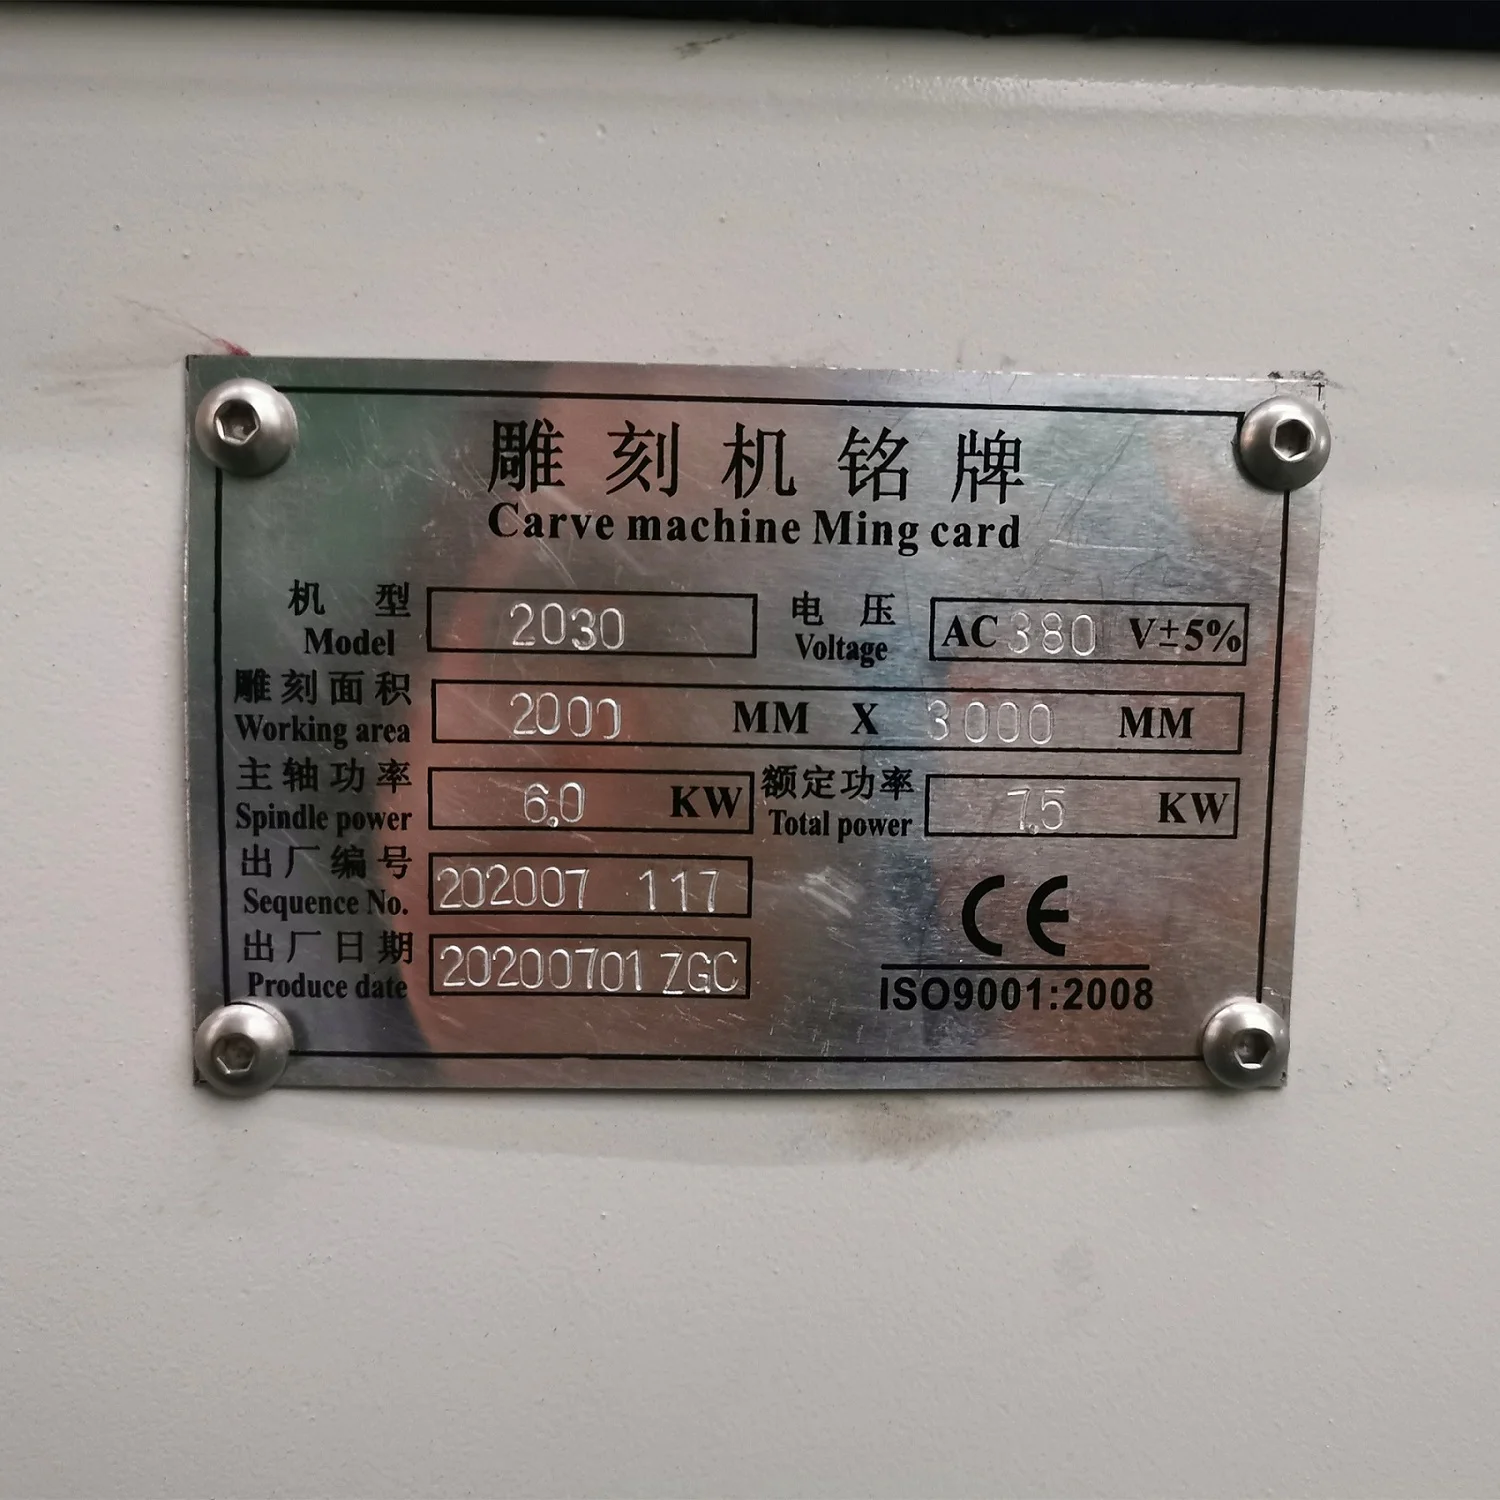 雕刻机铭牌
Carve machine Ming card
机型 2030 电压 AC 380 V±5%
Model Voltage
雕刻面积 2000 MM X 3000 MM
Working area
主轴功率 6.0 KW 额定功率 7.5 KW
Spindle power Total power
出厂编号 202007 117
Sequence No.
CE
出厂日期 20200701 ZGC
Produce date
ISO9001:2008